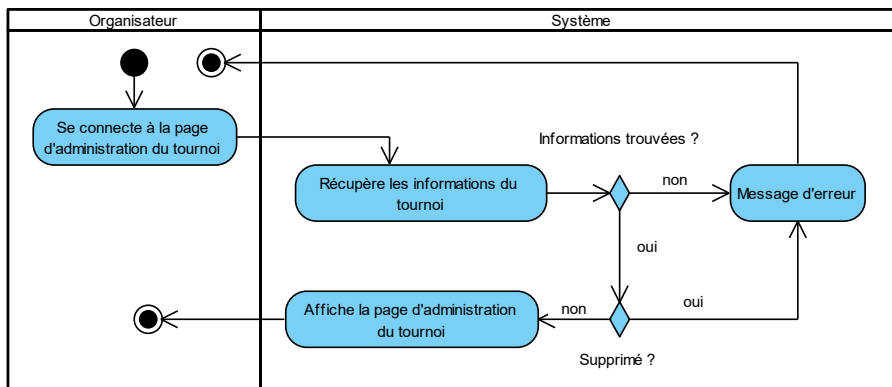 Organisateur
Système
Se connecte à la page
d'administration du tournoi
Informations trouvées ?
Récupère les informations du
tournoi
non
Message d'erreur
oui
Affiche la page d'administration
du tournoi
non
oui
Supprimé ?